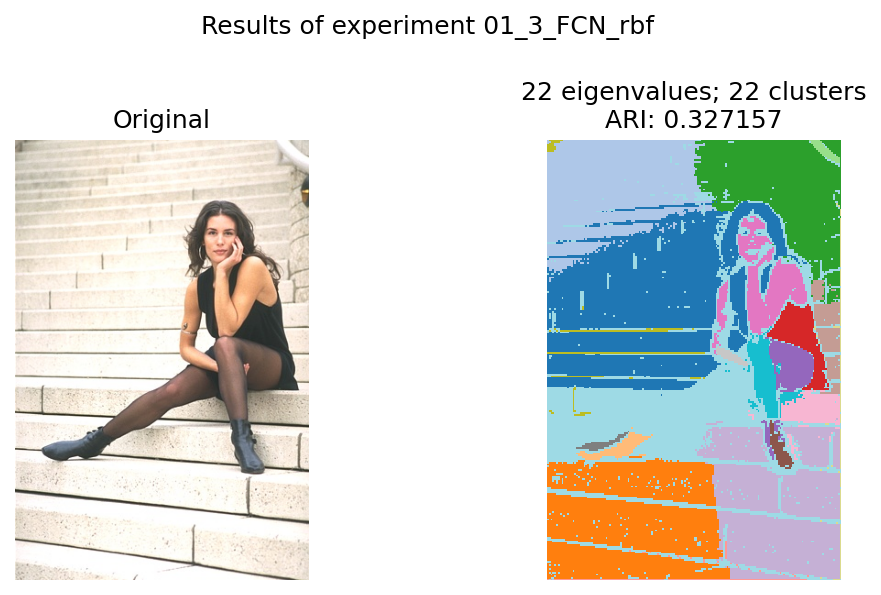 Results of experiment 01_3_FCN_rbf
Original
22 eigenvalues; 22 clusters
ARI: 0.327157